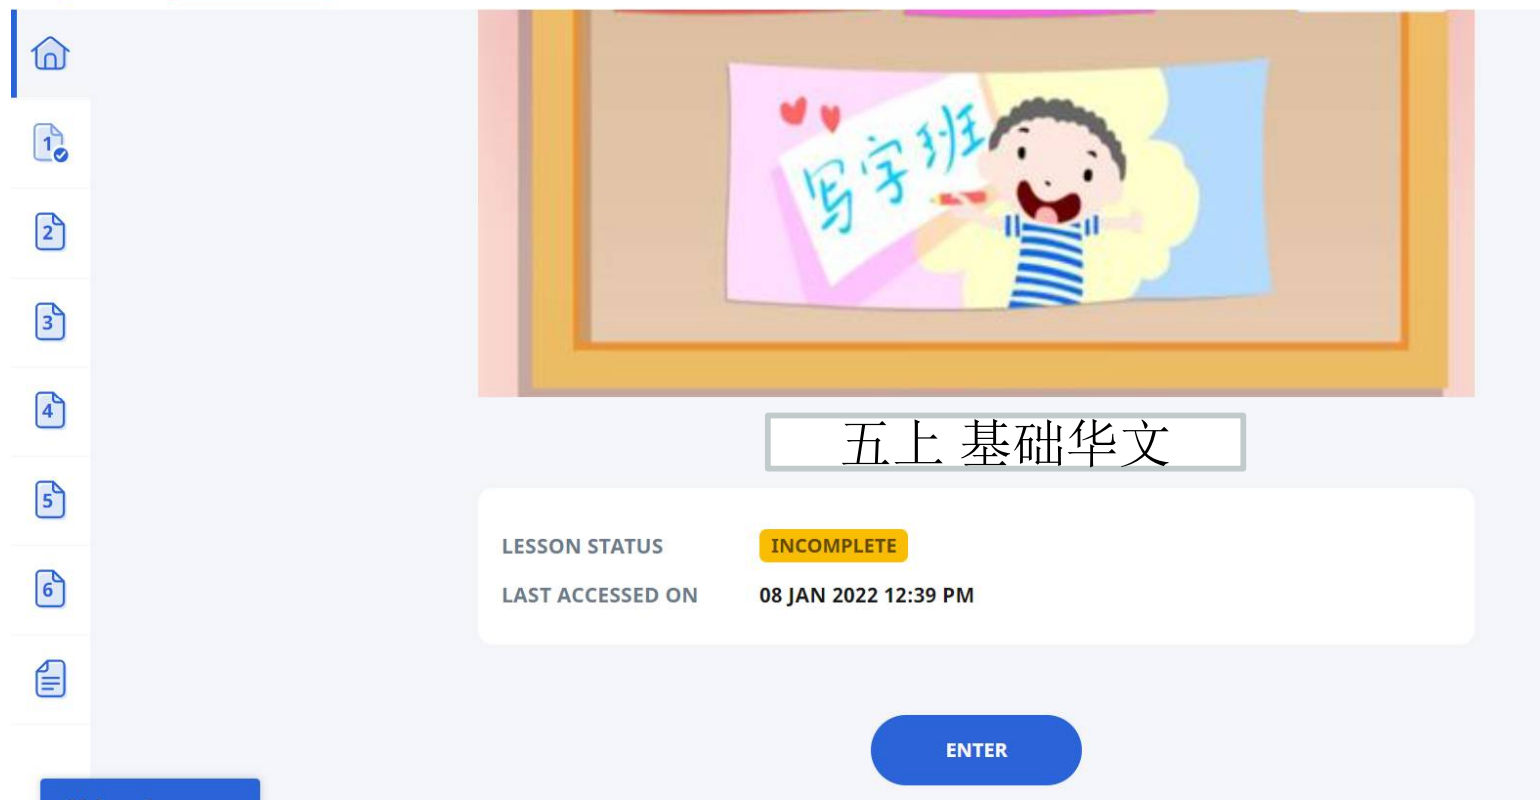 写字班
五上 基础华文
LESSON STATUS INCOMPLETE
LAST ACCESSED ON 08 JAN 2022 12:39 PM
ENTER
1
2
3
4
5
6